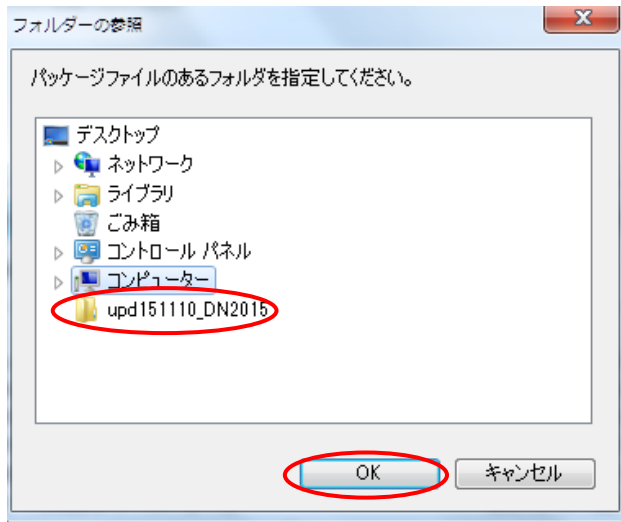 フォルダーの参照
パッケージファイルのあるフォルダを指定してください。
デスクトップ
ネットワーク
ライブラリ
ごみ箱
コントロール パネル
コンピューター
upd151110_DN2015
OK
キャンセル